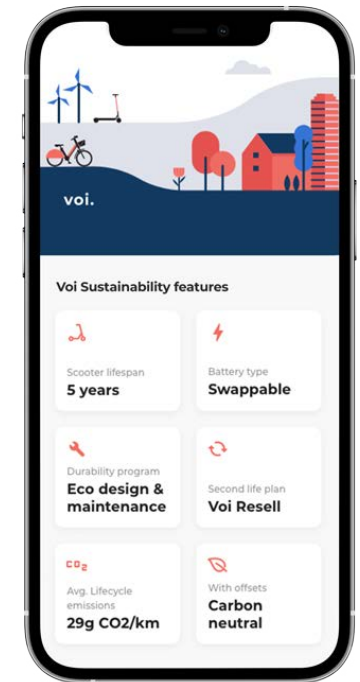 voi.
Voi Sustainability features
Scooter lifespan
5 years
Battery type
Swappable
Durability program
Eco design &
maintenance
Second life plan
Voi Resell
CO2
Avg. Lifecycle
emissions
29g CO2/km
With offsets
Carbon
neutral